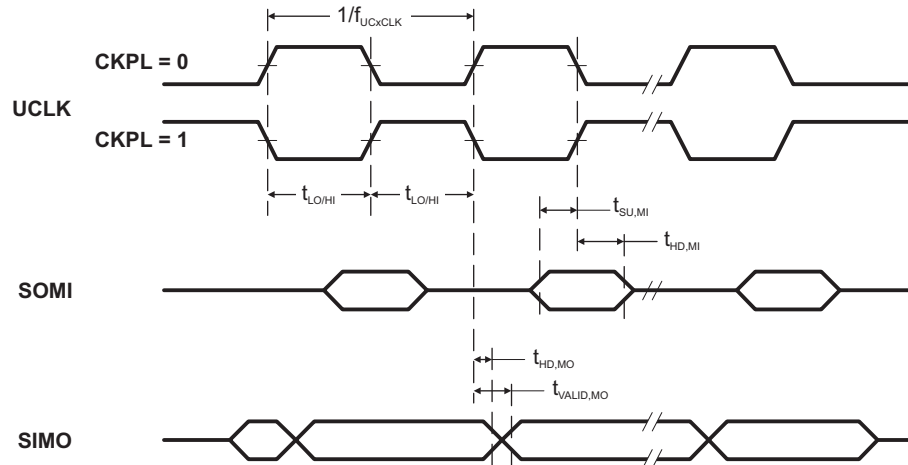 1/fUCxCLK
CKPL = 0
UCLK
CKPL = 1
tLO/HI tLO/HI
tSU,MI
tHD,MI
SOMI
tHD,MO
tVALID,MO
SIMO